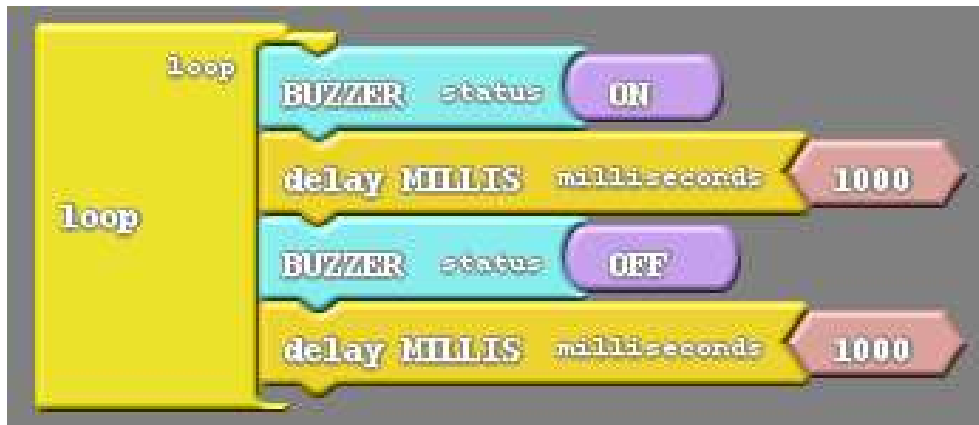 loop
BUZZER status ON
delay MILLIS milliseconds 1000
loop
BUZZER status OFF
delay MILLIS milliseconds 1000